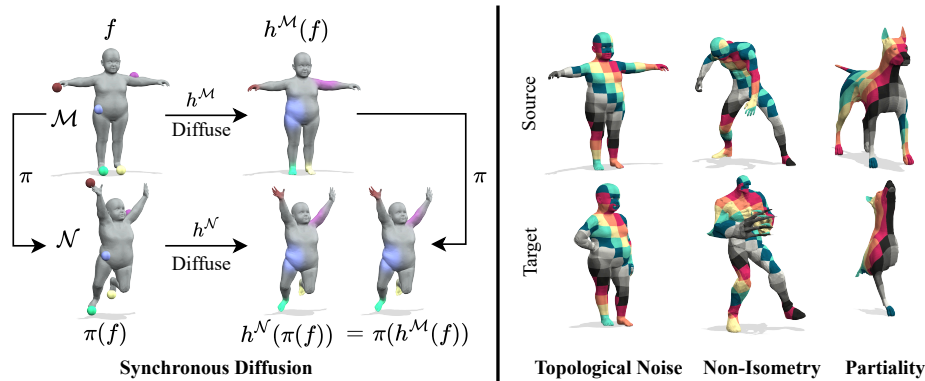 f
h^𝓜(f)
𝓜
h^𝓜
Diffuse
π
π
𝓝
h^𝓝
Diffuse
π(f)
h^𝓝(π(f)) = π(h^𝓜(f))
Synchronous Diffusion
Source
Target
Topological Noise
Non-Isometry
Partiality